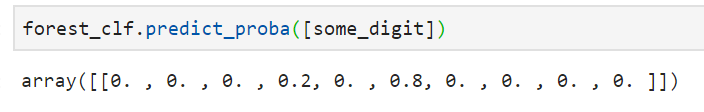 forest_clf.predict_proba([some_digit])
array([[0. , 0. , 0. , 0.2, 0. , 0.8, 0. , 0. , 0. , 0. ]])